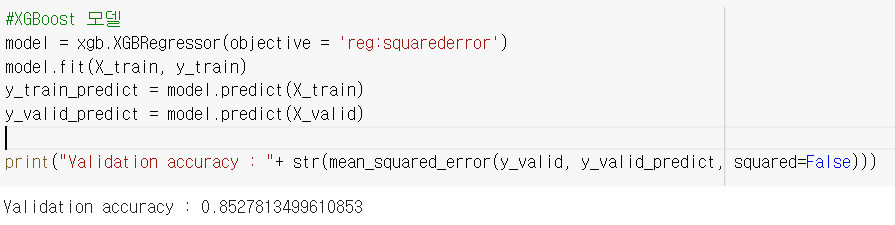 #XGBoost 모델
model = xgb.XGBRegressor(objective = 'reg:squarederror')
model.fit(X_train, y_train)
y_train_predict = model.predict(X_train)
y_valid_predict = model.predict(X_valid)
print("Validation accuracy : "+ str(mean_squared_error(y_valid, y_valid_predict, squared=False)))
Validation accuracy : 0.8527813499610853